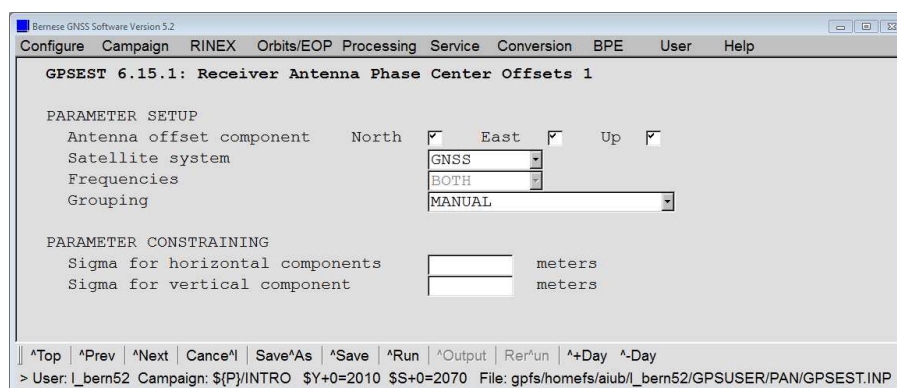 Bernese GNSS Software Version 5.2
Configure Campaign RINEX Orbits/EOP Processing Service Conversion BPE User Help
GPSEST 6.15.1: Receiver Antenna Phase Center Offsets 1
PARAMETER SETUP
Antenna offset component North East Up
Satellite system GNSS
Frequencies BOTH
Grouping MANUAL
PARAMETER CONSTRAINING
Sigma for horizontal components meters
Sigma for vertical component meters
^Top ^Prev ^Next Cance^l Save^As ^Save ^Run ^Output Rer^un ^+Day ^-Day
> User: l_bern52 Campaign: ${P}/INTRO $Y+0=2010 $S+0=2070 File: gpfs/homefs/aiub/l_bern52/GPSUSER/PAN/GPSEST.INP